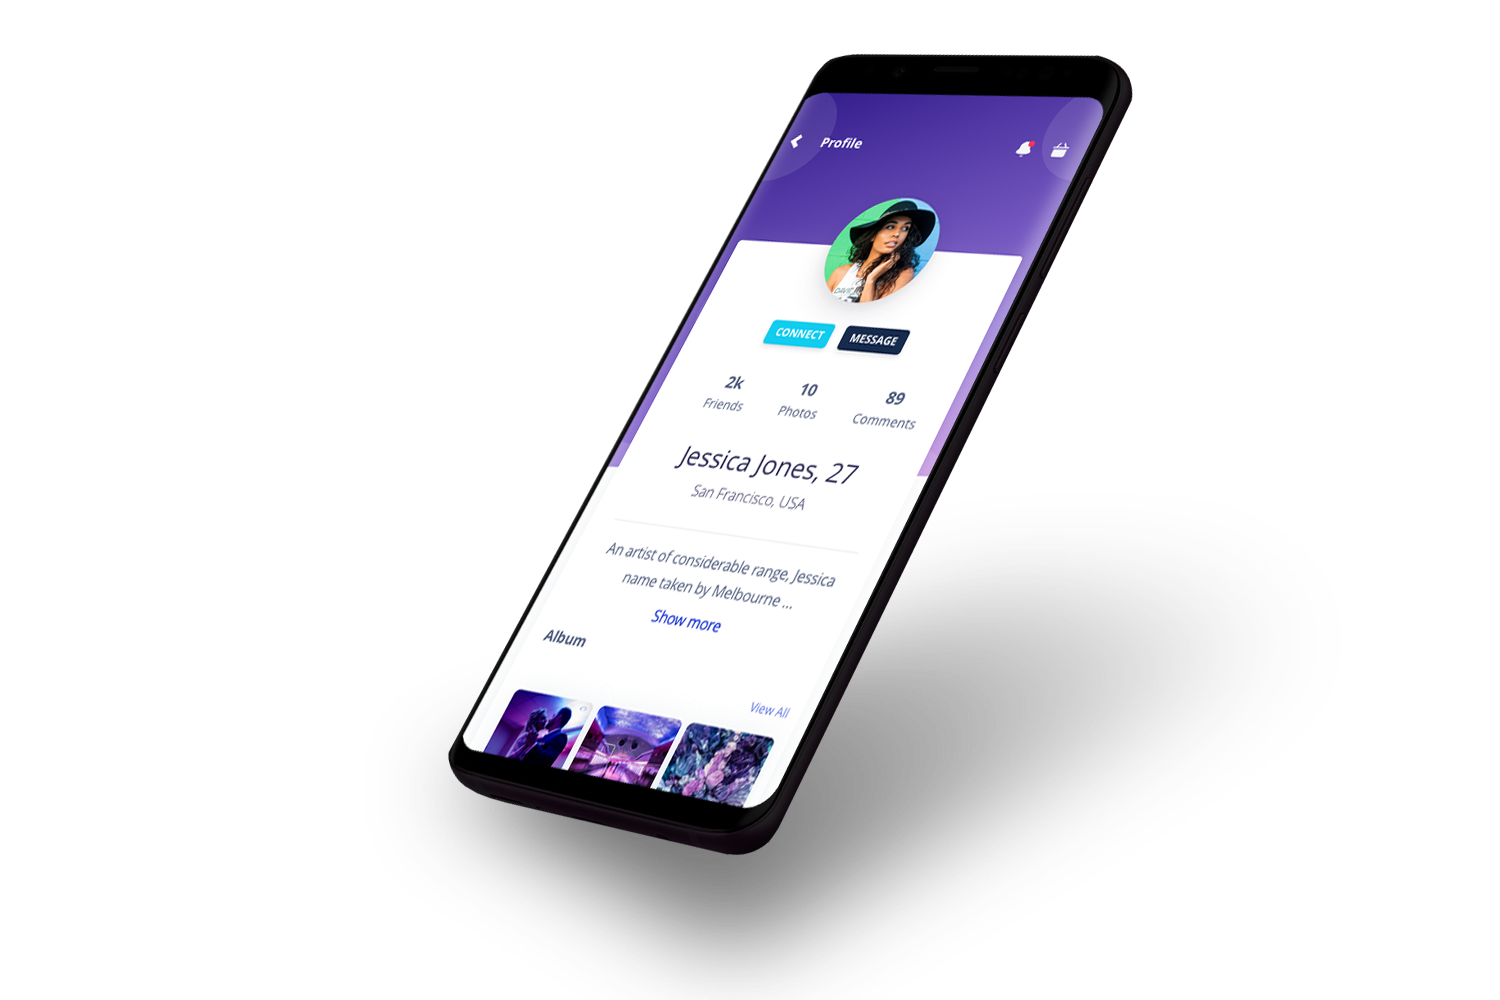 Profile
CONNECT
MESSAGE
2k
10
89
Friends
Photos
Comments
Jessica Jones, 27
San Francisco, USA
An artist of considerable range, Jessica
name taken by Melbourne ...
Show more
Album
View All